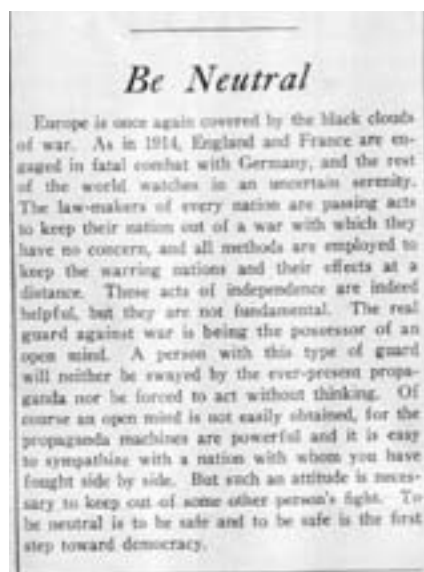 Be Neutral
Europe is once again covered by the black clouds
of war. As in 1914, England and France are en-
gaged in fatal combat with Germany, and the rest
of the world watches in an uncertain serenity.
The law-makers of every nation are passing acts
to keep their nation out of a war with which they
have no concern, and all methods are employed to
keep the warring nations and their effects at a
distance. These acts of independence are indeed
helpful, but they are not fundamental. The real
guard against war is being the possessor of an
open mind. A person with this type of guard
will neither be swayed by the ever-present propa-
ganda nor be forced to act without thinking. Of
course an open mind is not easily obtained, for the
propaganda machines are powerful and it is easy
to sympathize with a nation with whom you have
fought side by side. But such an attitude is neces-
sary to keep out of some other person's fight. To
be neutral is to be safe and to be safe is the first
step toward democracy.